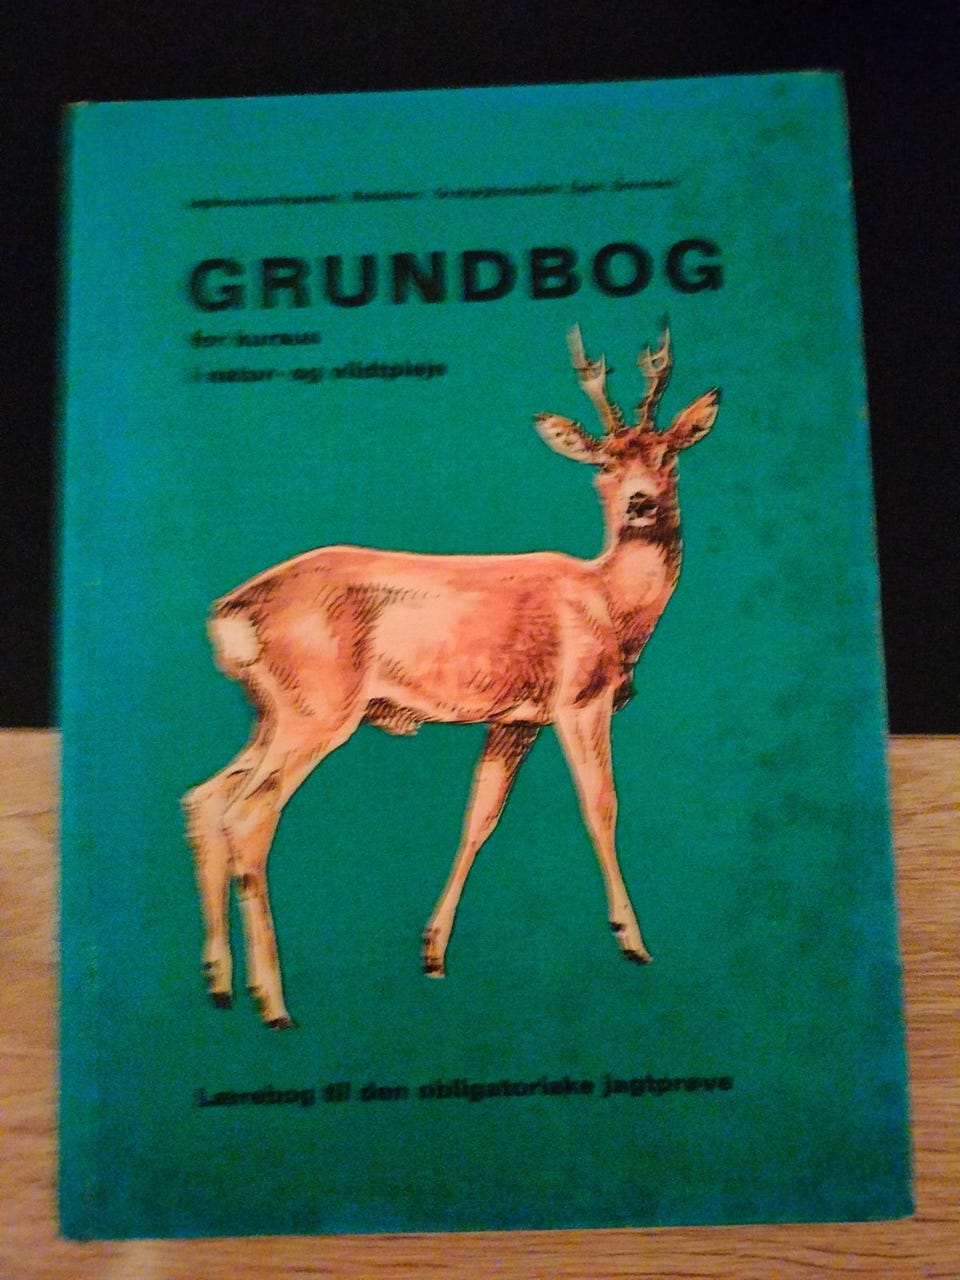 GRUNDBOG
for kursus
i natur- og vildtpleje
Lærebog til den obligatoriske jagtprøve